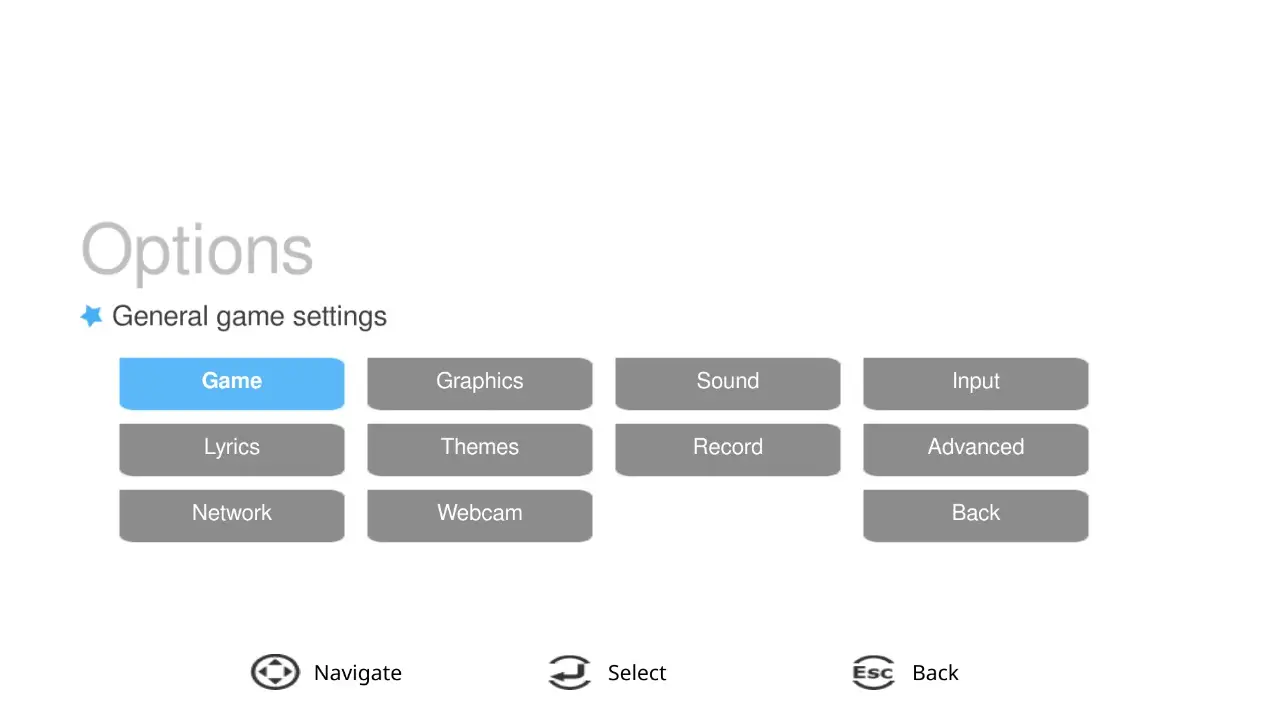 Options
General game settings
Game Graphics Sound Input
Lyrics Themes Record Advanced
Network Webcam Back
Navigate Select Esc Back